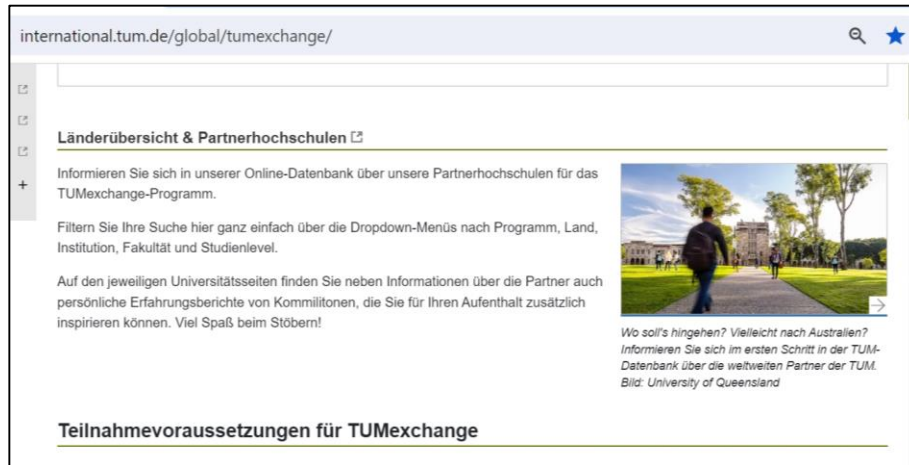 international.tum.de/global/tumexchange/
Länderübersicht & Partnerhochschulen
Informieren Sie sich in unserer Online-Datenbank über unsere Partnerhochschulen für das
TUMexchange-Programm.
Filtern Sie Ihre Suche hier ganz einfach über die Dropdown-Menüs nach Programm, Land,
Institution, Fakultät und Studienlevel.
Auf den jeweiligen Universitätsseiten finden Sie neben Informationen über die Partner auch
persönliche Erfahrungsberichte von Kommilitonen, die Sie für Ihren Aufenthalt zusätzlich
inspirieren können. Viel Spaß beim Stöbern!
Wo soll's hingehen? Vielleicht nach Australien?
Informieren Sie sich im ersten Schritt in der TUM-
Datenbank über die weltweiten Partner der TUM.
Bild: University of Queensland
Teilnahmevoraussetzungen für TUMexchange